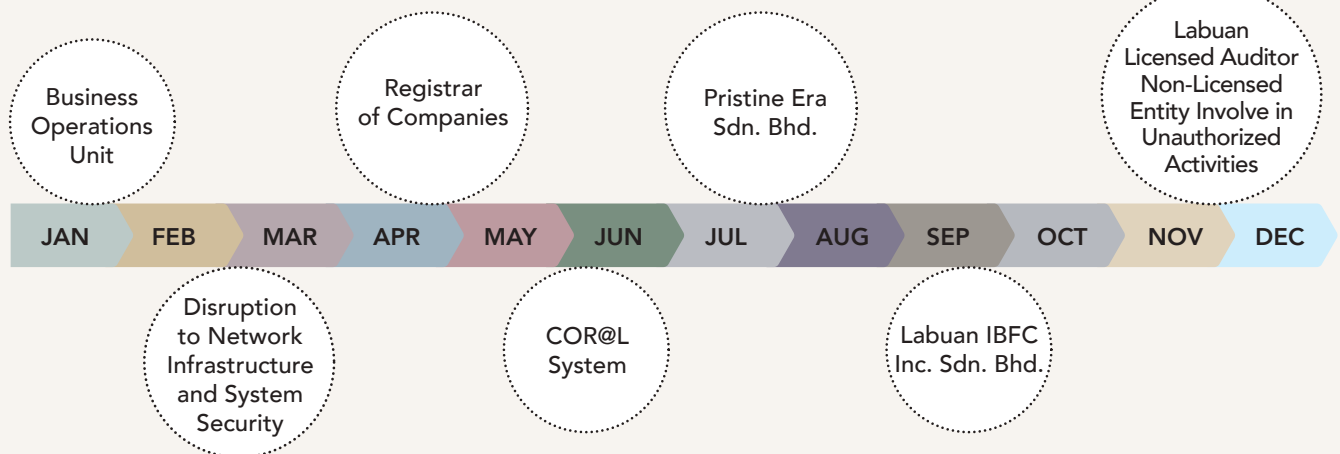 Business
Operations
Unit
Registrar
of Companies
Pristine Era
Sdn. Bhd.
Labuan
Licensed Auditor
Non-Licensed
Entity Involve in
Unauthorized
Activities
JAN FEB MAR APR MAY JUN JUL AUG SEP OCT NOV DEC
Disruption
to Network
Infrastructure
and System
Security
COR@L
System
Labuan IBFC
Inc. Sdn. Bhd.